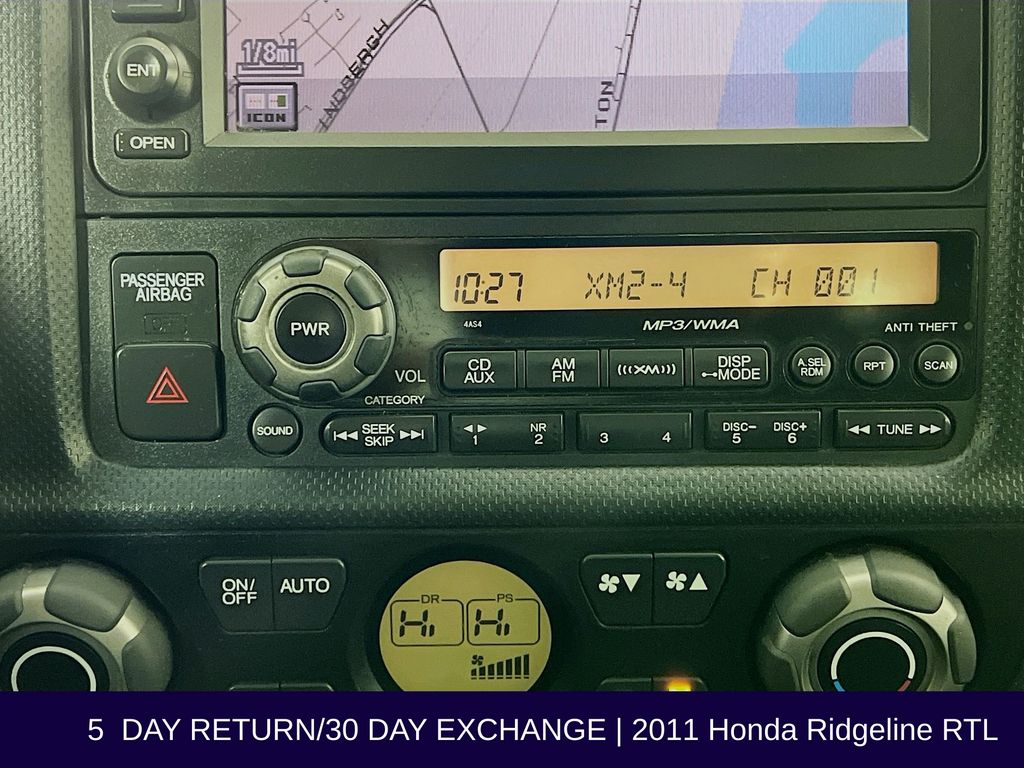 1/8mi
ENT
ICON
ENDBERGH
TON
OPEN
PASSENGER
AIRBAG
PWR
VOL
10:27 XM2-4 CH 001
4AS4
MP3/WMA
ANTI THEFT
CD
AUX
AM
FM
(((XM)))
DISP
MODE
A.SEL
RDM
RPT
SCAN
CATEGORY
SOUND
SEEK
SKIP
1
NR
2
3 4
DISC-
5
DISC+
6
TUNE
ON/
OFF
AUTO
DR PS
Hi Hi
5 DAY RETURN/30 DAY EXCHANGE | 2011 Honda Ridgeline RTL